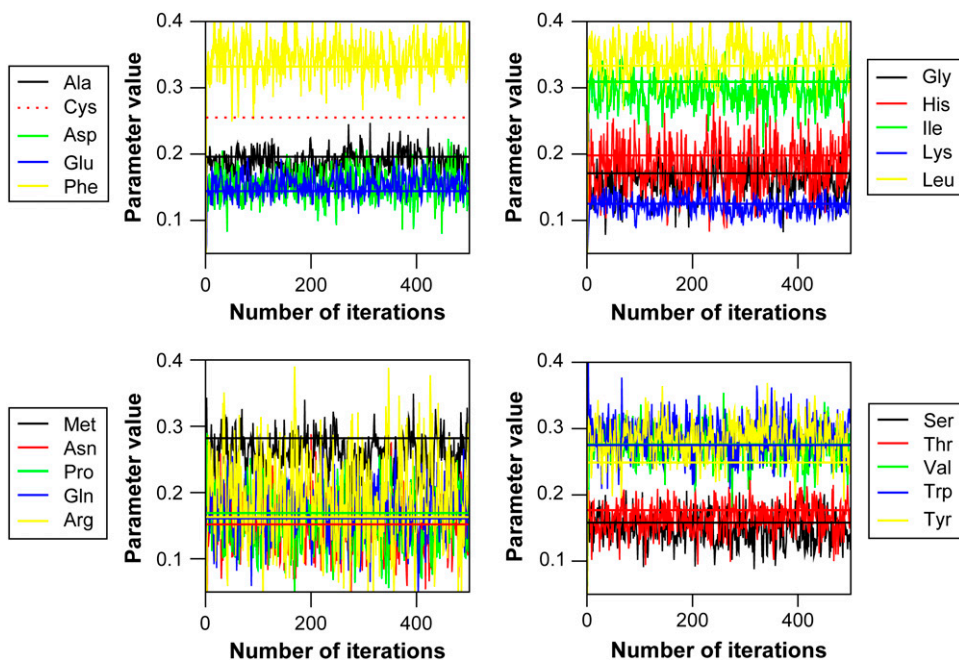 Ala
Cys
Asp
Glu
Phe
Parameter value
0.4
0.3
0.2
0.1
0
200
400
Number of iterations
Parameter value
0.4
0.3
0.2
0.1
0
200
400
Number of iterations
Gly
His
Ile
Lys
Leu
Met
Asn
Pro
Gln
Arg
Parameter value
0.4
0.3
0.2
0.1
0
200
400
Number of iterations
Parameter value
0.4
0.3
0.2
0.1
0
200
400
Number of iterations
Ser
Thr
Val
Trp
Tyr